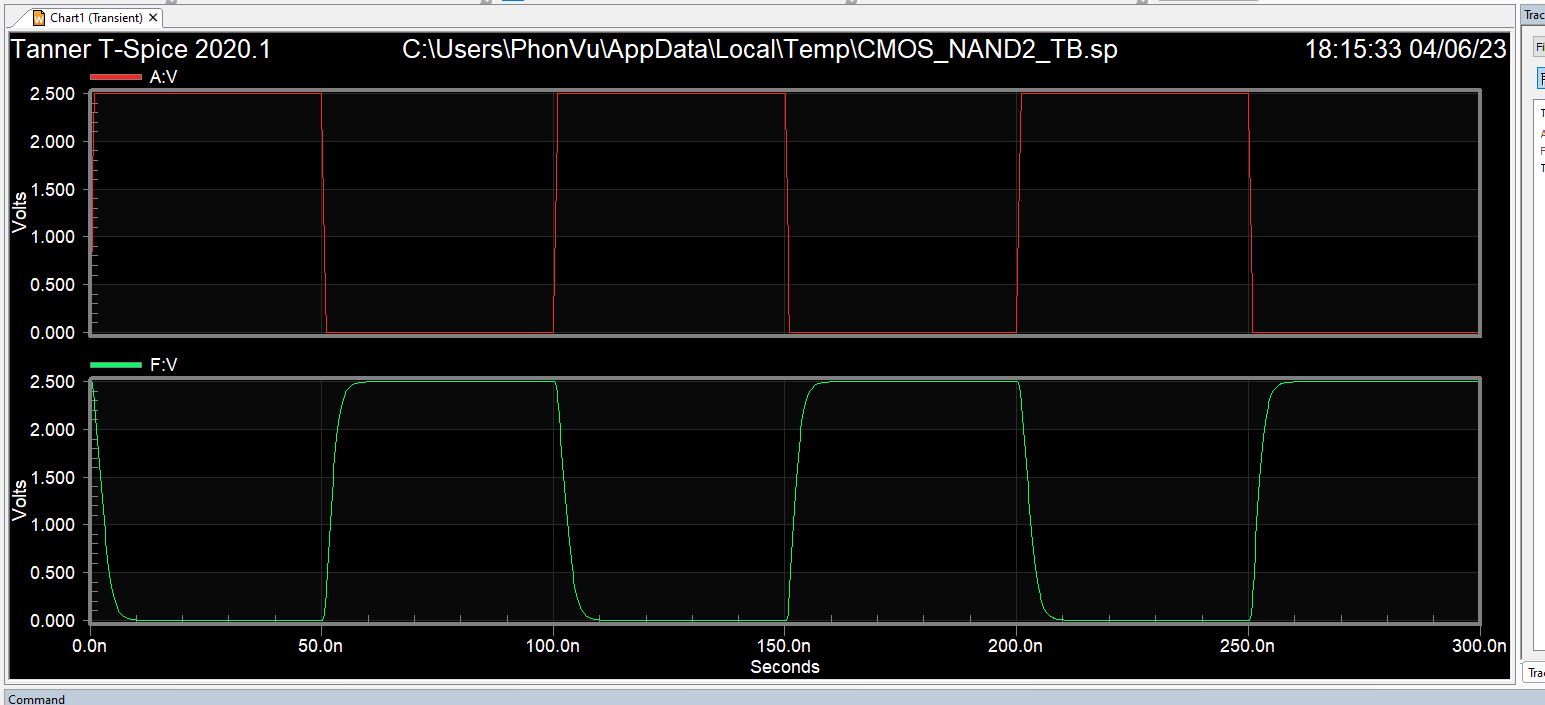 Chart1 (Transient)
Trac
Tanner T-Spice 2020.1 C:\Users\PhonVu\AppData\Local\Temp\CMOS_NAND2_TB.sp 18:15:33 04/06/23
A:V
2.500
2.000
1.500
1.000
0.500
0.000
Volts
F:V
2.500
2.000
1.500
1.000
0.500
0.000
Volts
0.0n 50.0n 100.0n 150.0n 200.0n 250.0n 300.0n
Seconds
Trac
Command